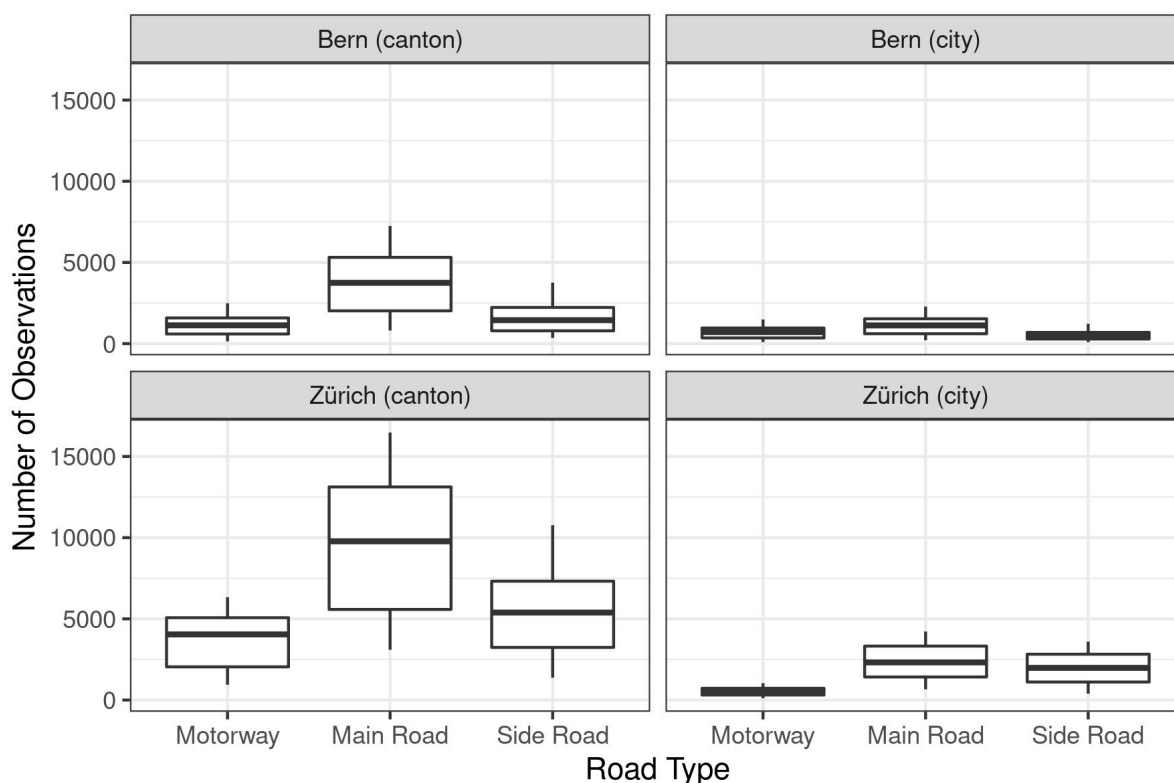 Bern (canton)
Bern (city)
15000
10000
5000
0
Zürich (canton)
Zürich (city)
15000
10000
5000
0
Number of Observations
Motorway Main Road Side Road
Motorway Main Road Side Road
Road Type